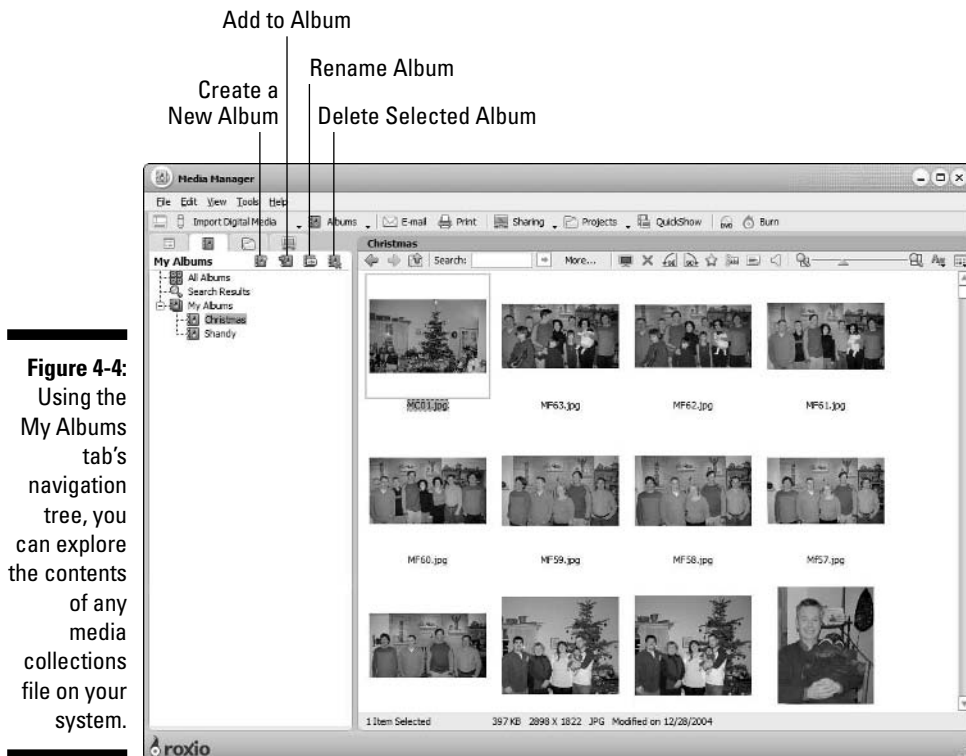 Add to Album
Rename Album
Create a
New Album
Delete Selected Album
Media Manager
File Edit View Tools Help
Import Digital Media Albums E-mail Print Sharing Projects QuickShow DVD Burn
Christmas
My Albums
Search: More...
All Albums
Search Results
My Albums
Christmas
Shandy
MC01.jpg MF63.jpg MF62.jpg MF61.jpg
MF60.jpg MF59.jpg MF58.jpg Mf57.jpg
1 Item Selected 397 KB 2898 X 1822 JPG Modified on 12/28/2004
roxio
Figure 4-4:
Using the
My Albums
tab's
navigation
tree, you
can explore
the contents
of any
media
collections
file on your
system.